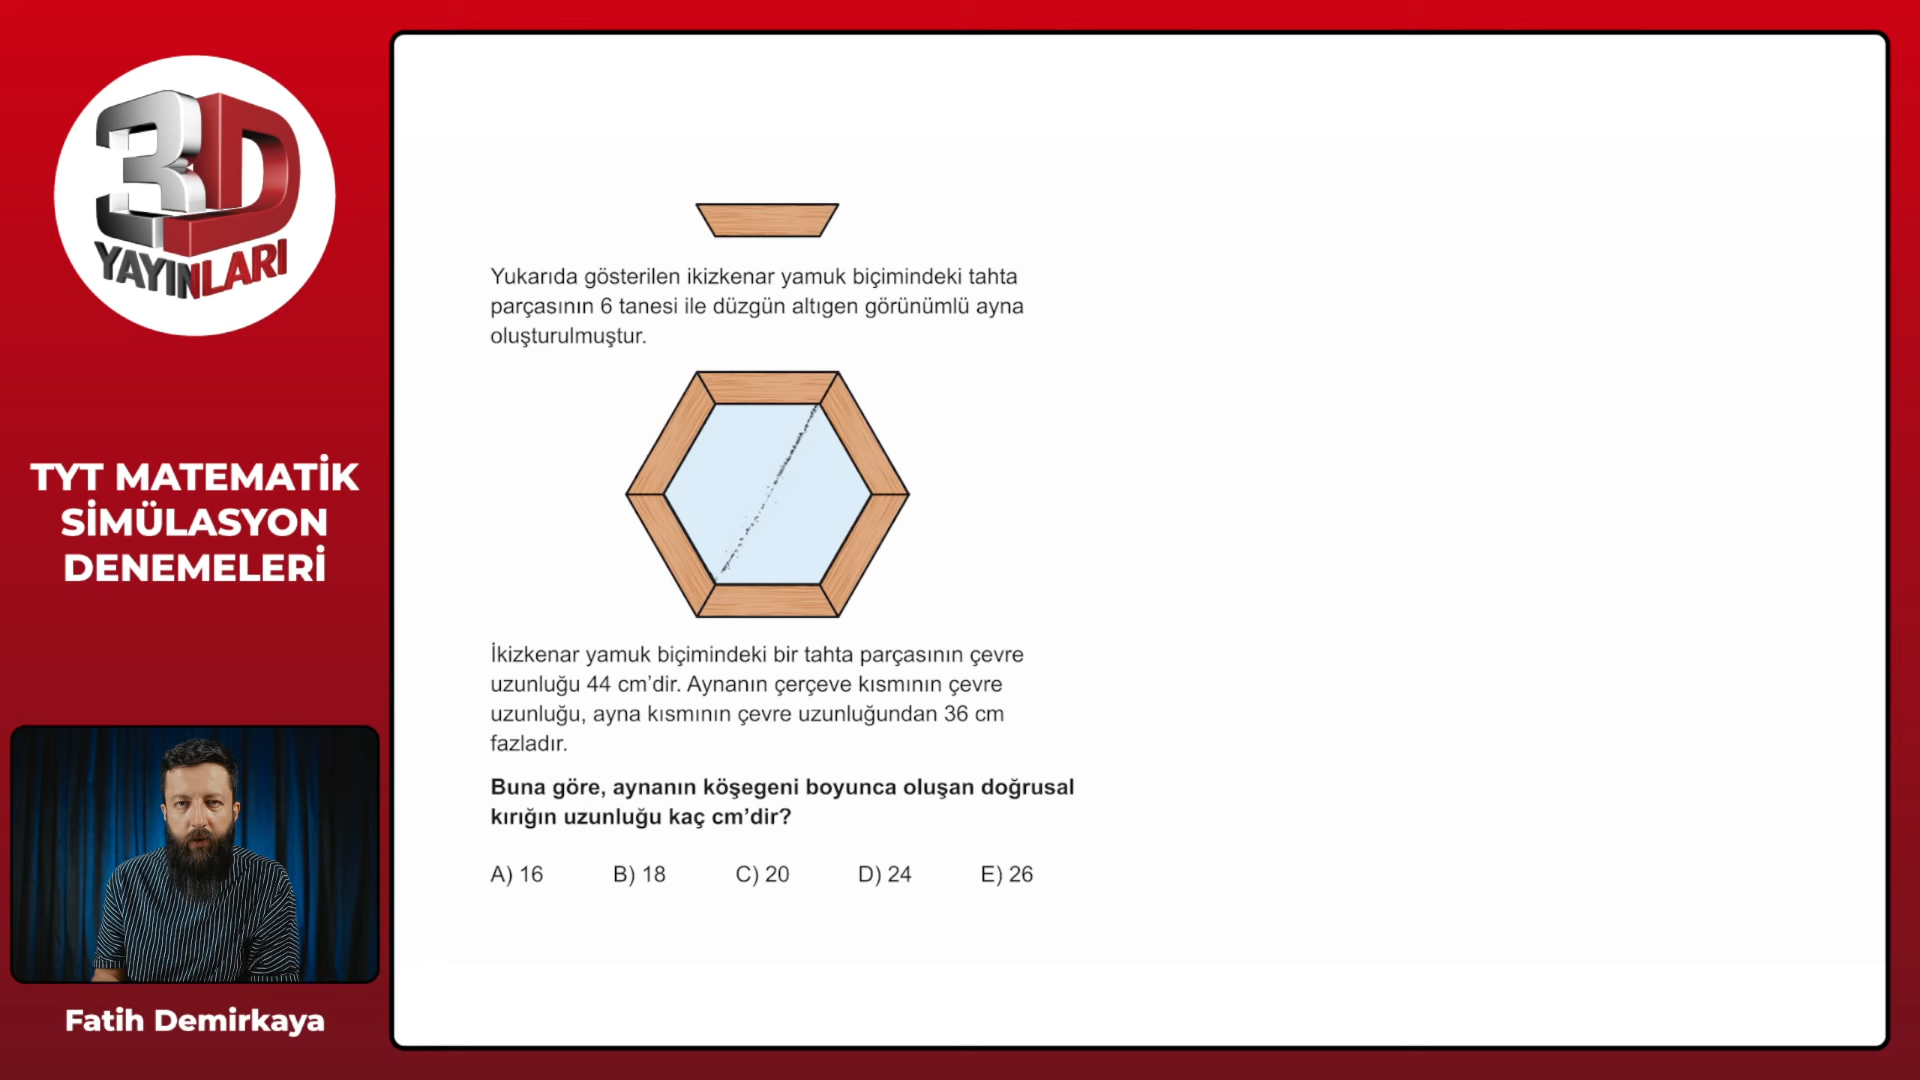 3D
YAYINLARI
TYT MATEMATİK
SİMÜLASYON
DENEMELERİ
Fatih Demirkaya
Yukarıda gösterilen ikizkenar yamuk biçimindeki tahta
parçasının 6 tanesi ile düzgün altıgen görünümlü ayna
oluşturulmuştur.
İkizkenar yamuk biçimindeki bir tahta parçasının çevre
uzunluğu 44 cm’dir. Aynanın çerçeve kısmının çevre
uzunluğu, ayna kısmının çevre uzunluğundan 36 cm
fazladır.
Buna göre, aynanın köşegeni boyunca oluşan doğrusal
kırığın uzunluğu kaç cm’dir?
A) 16 B) 18 C) 20 D) 24 E) 26